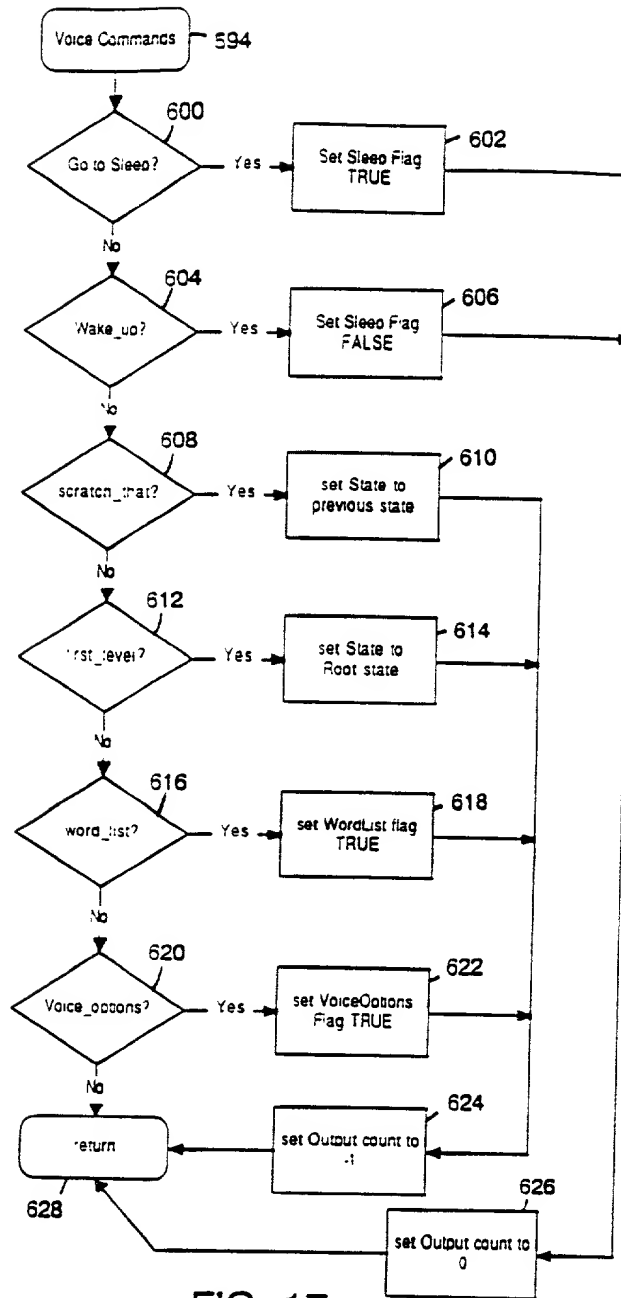 Voice Commands
594
600
Go to Sleep?
Yes
Set Sleep Flag
TRUE
602
No
604
Wake_up?
Yes
Set Sleep Flag
FALSE
606
No
608
scratch_that?
Yes
set State to
previous state
610
No
612
first_level?
Yes
set State to
Root state
614
No
616
word_list?
Yes
set WordList flag
TRUE
618
No
620
Voice_options?
Yes
set VoiceOptions
Flag TRUE
622
No
return
628
set Output count to
-1
624
set Output count to
0
626
FIG.